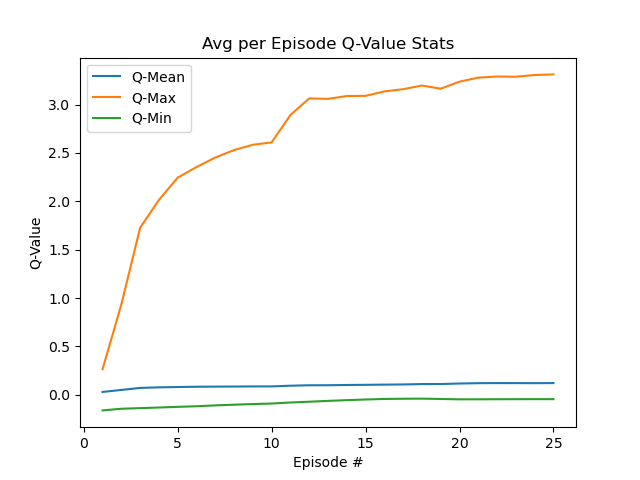 Avg per Episode Q-Value Stats
Q-Mean
Q-Max
Q-Min
Q-Value
3.0
2.5
2.0
1.5
1.0
0.5
0.0
0 5 10 15 20 25
Episode #